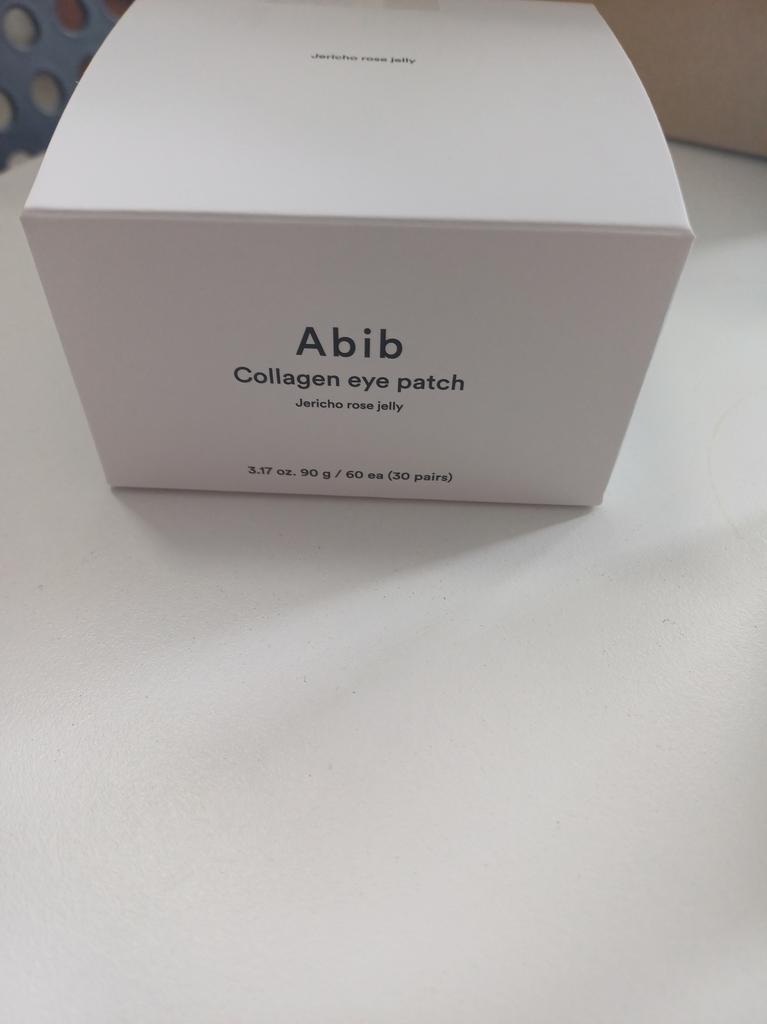 Jericho rose jelly
Abib
Collagen eye patch
Jericho rose jelly
3.17 oz. 90 g / 60 ea (30 pairs)